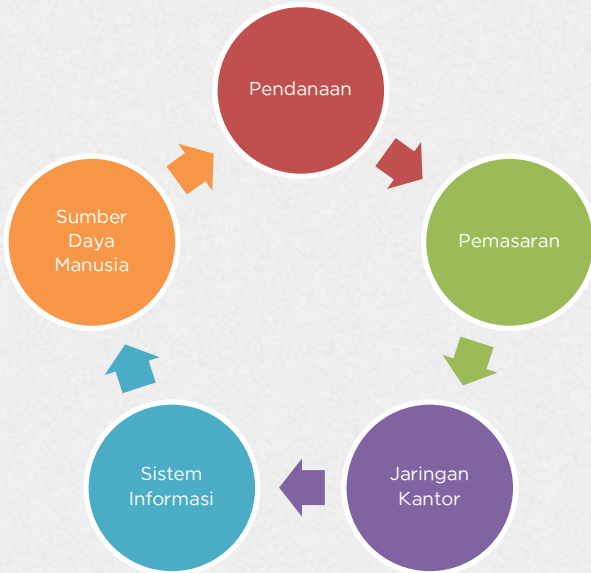 Pendanaan
Pemasaran
Jaringan
Kantor
Sistem
Informasi
Sumber
Daya
Manusia